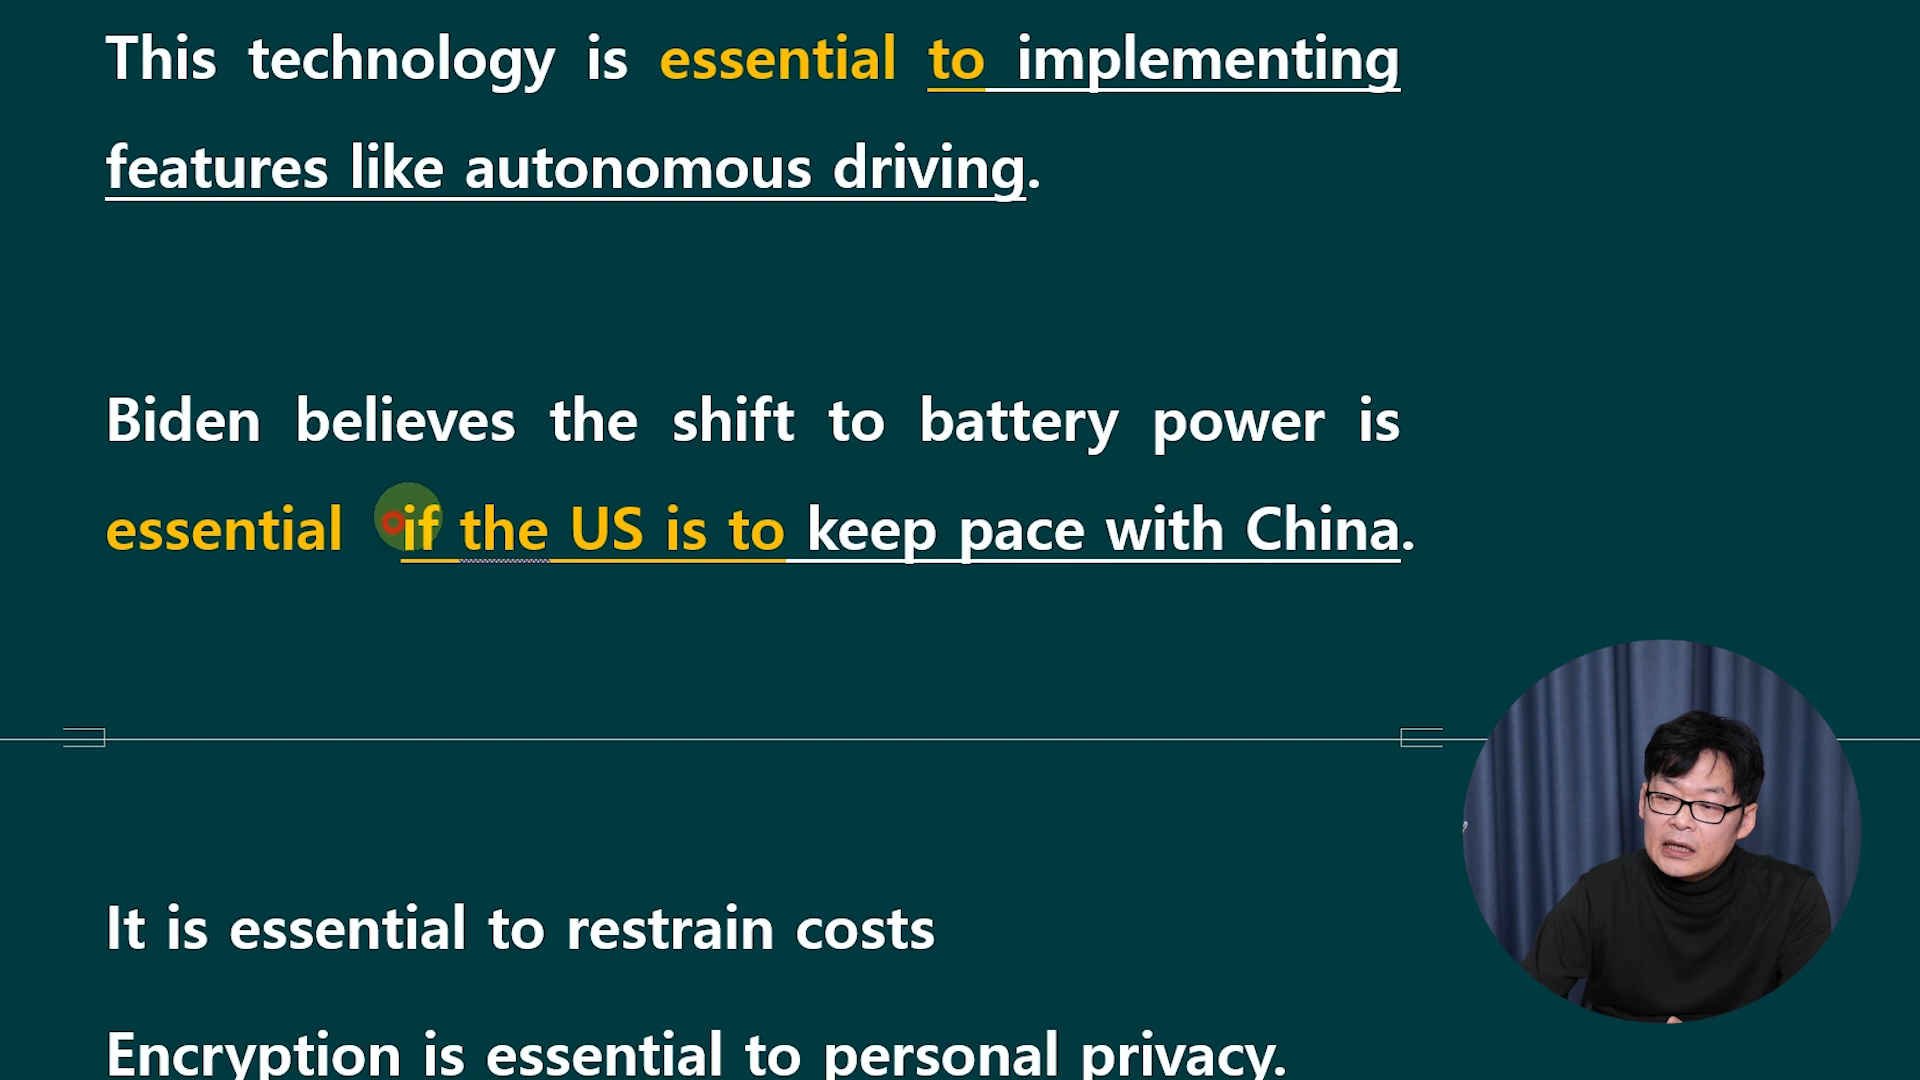 This technology is essential to implementing
features like autonomous driving.
Biden believes the shift to battery power is
essential if the US is to keep pace with China.
It is essential to restrain costs
Encryption is essential to personal privacy.